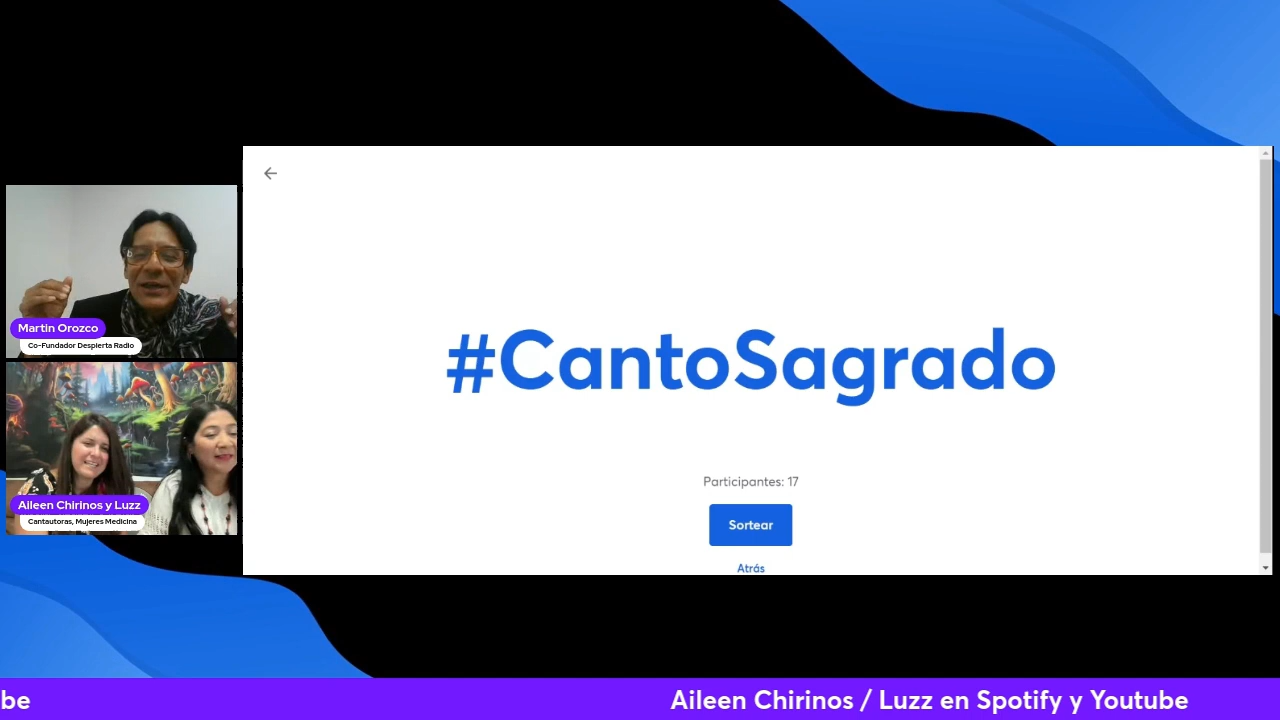 Martin Orozco
Co-Fundador Despierta Radio
Aileen Chirinos y Luzz
Cantautoras, Mujeres Medicina
#CantoSagrado
Participantes: 17
Sortear
Atrás
be
Aileen Chirinos / Luzz en Spotify y Youtube